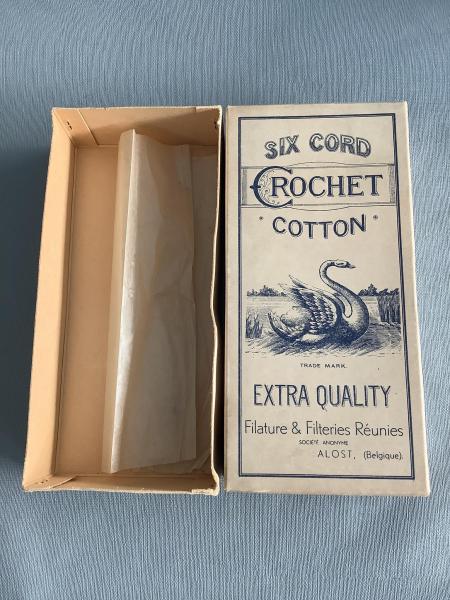 SIX CORD
CROCHET
COTTON
TRADE MARK.
EXTRA QUALITY
Filature & Filteries Réunies
SOCIÉTÉ ANONYME
ALOST, (Belgique).